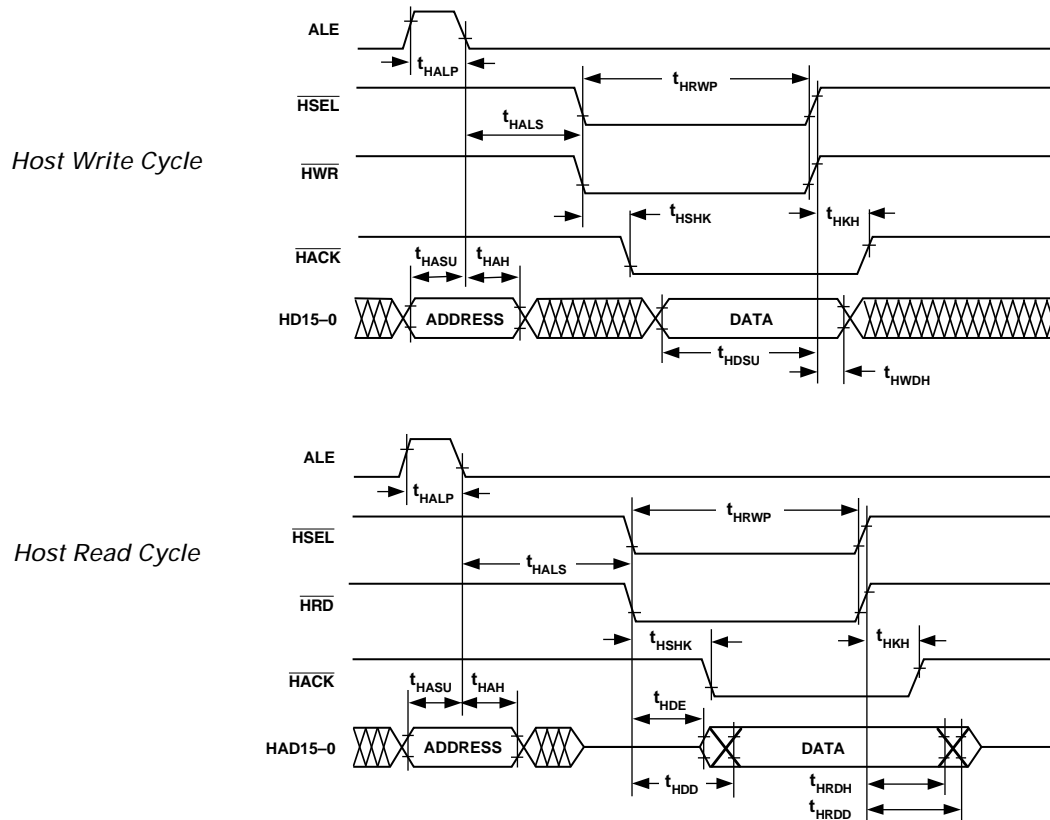 ALE
tHALP
tHRWP
HSEL
tHALS
Host Write Cycle
HWR
tHSHK
tHKH
HACK
tHASU
tHAH
HD15–0
ADDRESS
DATA
tHDSU
tHWDH
ALE
tHALP
tHRWP
HSEL
Host Read Cycle
tHALS
HRD
tHSHK
tHKH
HACK
tHASU
tHAH
tHDE
HAD15–0
ADDRESS
DATA
tHDD
tHRDH
tHRDD